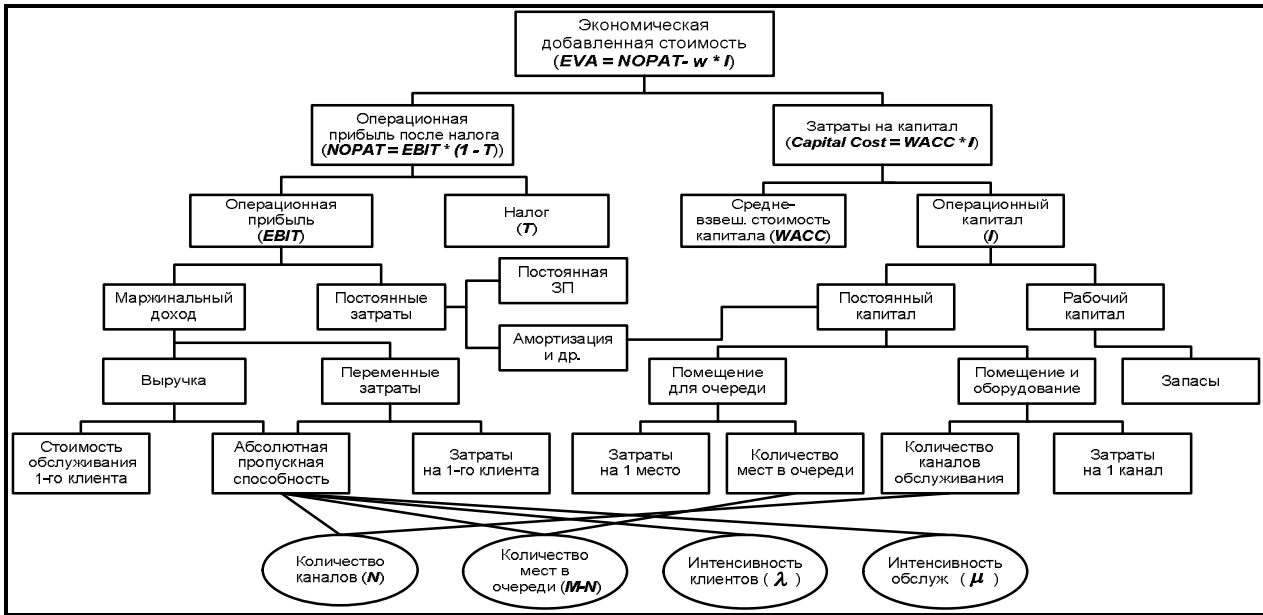 Экономическая
добавленная стоимость
(EVA = NOPAT- w * I)
Операционная
прибыль после налога
(NOPAT = EBIT * (1 - T))
Затраты на капитал
(Capital Cost = WACC * I)
Операционная
прибыль
(EBIT)
Налог
(T)
Средне-
взвеш. стоимость
капитала (WACC)
Операционный
капитал
(I)
Маржинальный
доход
Постоянные
затраты
Постоянная
ЗП
Амортизация
и др.
Постоянный
капитал
Рабочий
капитал
Выручка
Переменные
затраты
Помещение
для очереди
Помещение и
оборудование
Запасы
Стоимость
обслуживания
1-го клиента
Абсолютная
пропускная
способность
Затраты
на 1-го клиента
Затраты
на 1 место
Количество
мест в очереди
Количество
каналов
обслуживания
Затраты
на 1 канал
Количество
каналов (N)
Количество
мест в
очереди (M-N)
Интенсивность
клиентов ( λ )
Интенсивность
обслуж. ( μ )